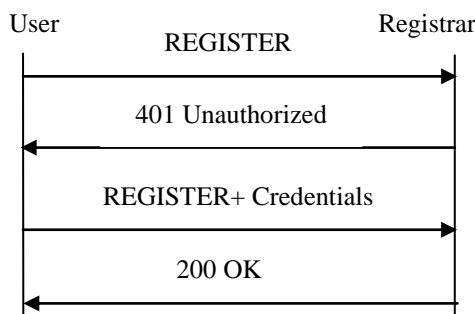 User
Registrar
REGISTER
401 Unauthorized
REGISTER+ Credentials
200 OK